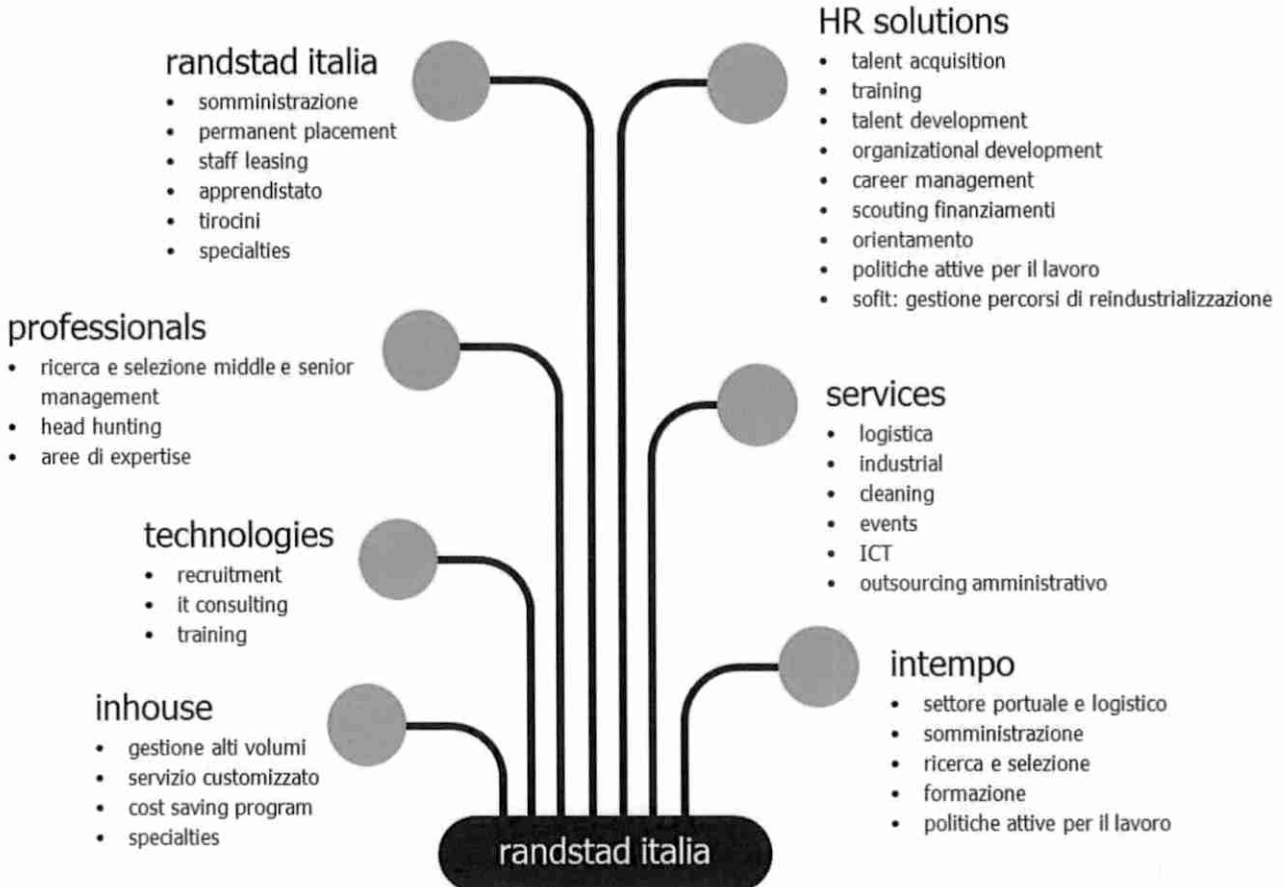 randstad italia
• somministrazione
• permanent placement
• staff leasing
• apprendistato
• tirocini
• specialties
professionals
• ricerca e selezione middle e senior
management
• head hunting
• aree di expertise
technologies
• recruitment
• it consulting
• training
inhouse
• gestione alti volumi
• servizio customizzato
• cost saving program
• specialties
HR solutions
• talent acquisition
• training
• talent development
• organizational development
• career management
• scouting finanziamenti
• orientamento
• politiche attive per il lavoro
• sofit: gestione percorsi di reindustrializzazione
services
• logistica
• industrial
• cleaning
• events
• ICT
• outsourcing amministrativo
intempo
• settore portuale e logistico
• somministrazione
• ricerca e selezione
• formazione
• politiche attive per il lavoro
randstad italia